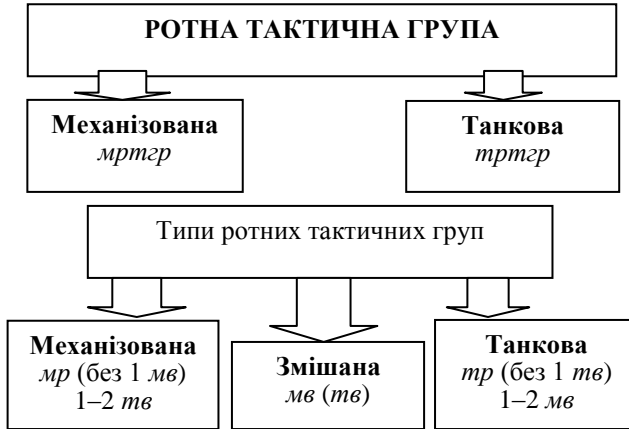 РОТНА ТАКТИЧНА ГРУПА
Механізована
мртгр
Танкова
тртгр
Типи ротних тактичних груп
Механізована
мр (без 1 мв)
1–2 тв
Змішана
мв (тв)
Танкова
тр (без 1 тв)
1–2 мв